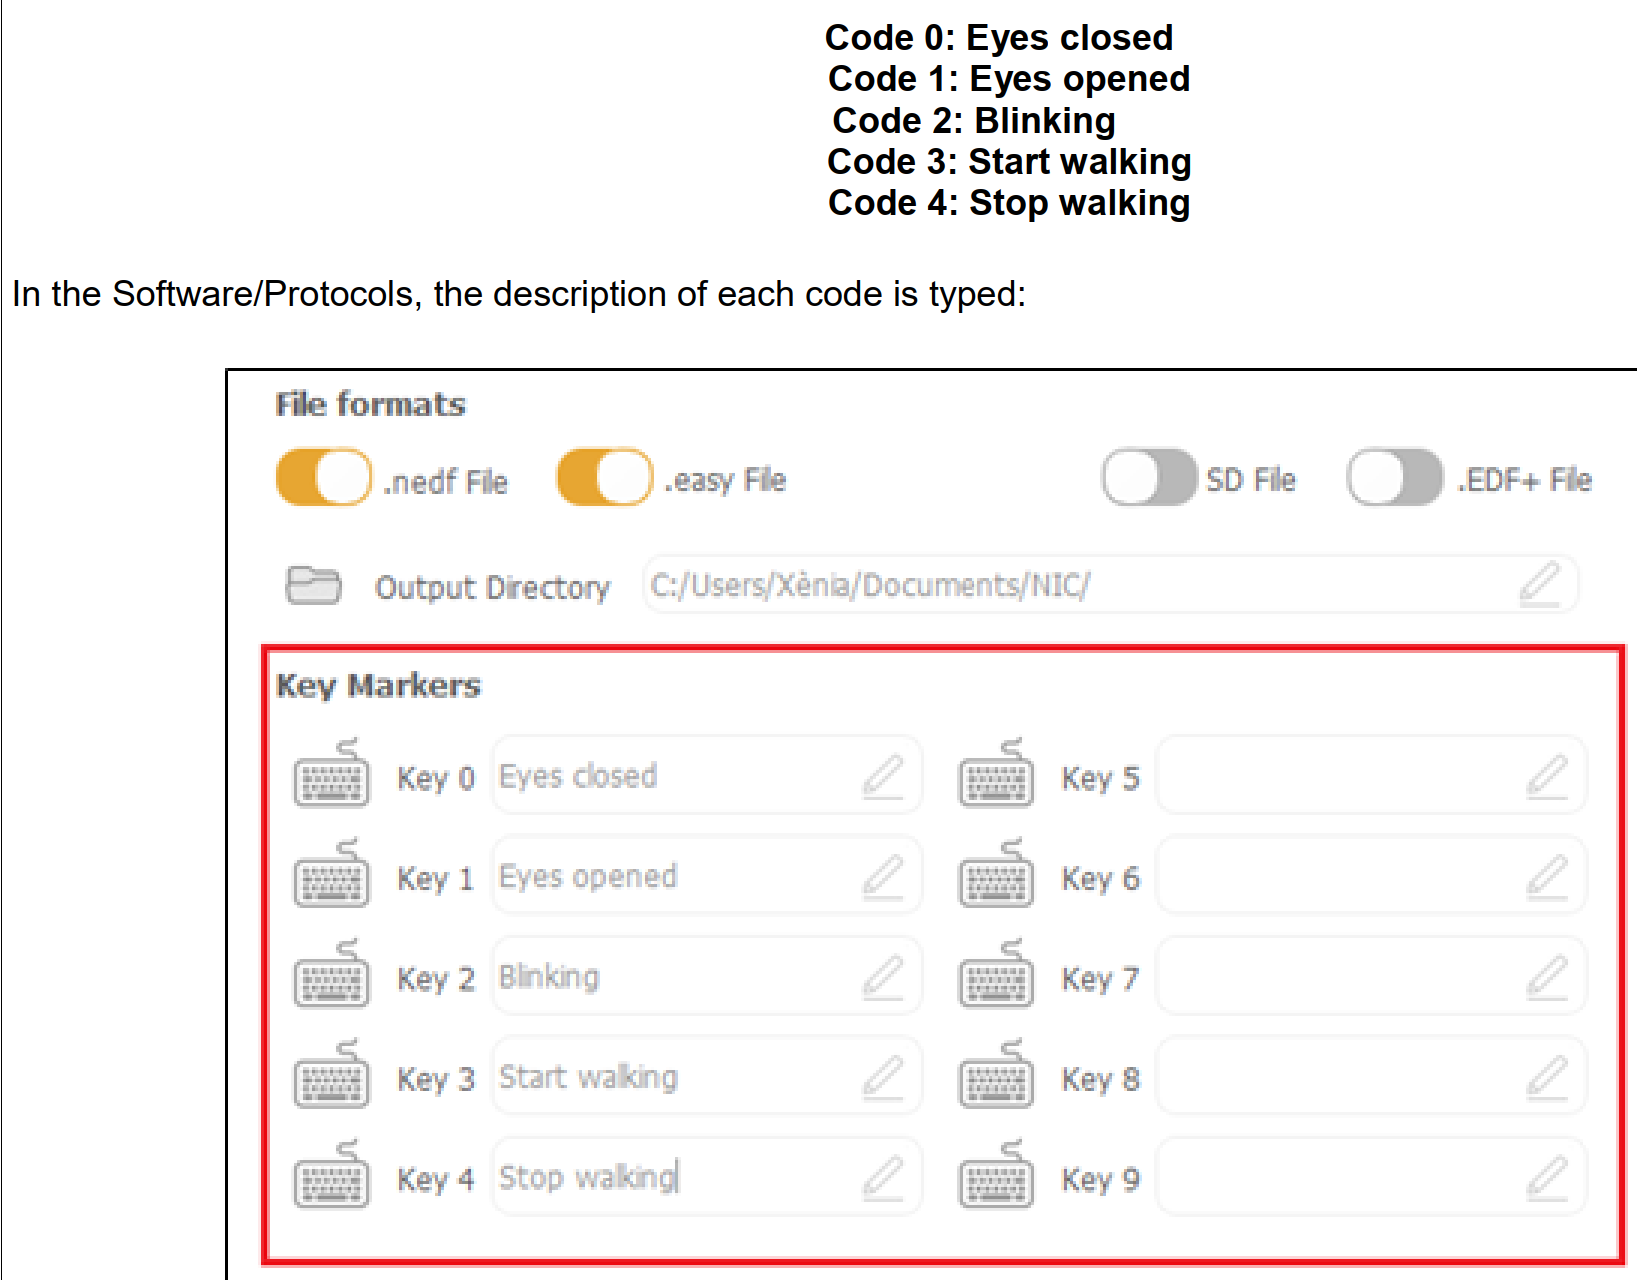 Code 0: Eyes closed
Code 1: Eyes opened
Code 2: Blinking
Code 3: Start walking
Code 4: Stop walking
In the Software/Protocols, the description of each code is typed:
File formats
.nedf File .easy File SD File .EDF+ File
Output Directory C:/Users/Xènia/Documents/NIC/
Key Markers
Key 0 Eyes closed Key 5
Key 1 Eyes opened Key 6
Key 2 Blinking Key 7
Key 3 Start walking Key 8
Key 4 Stop walking Key 9